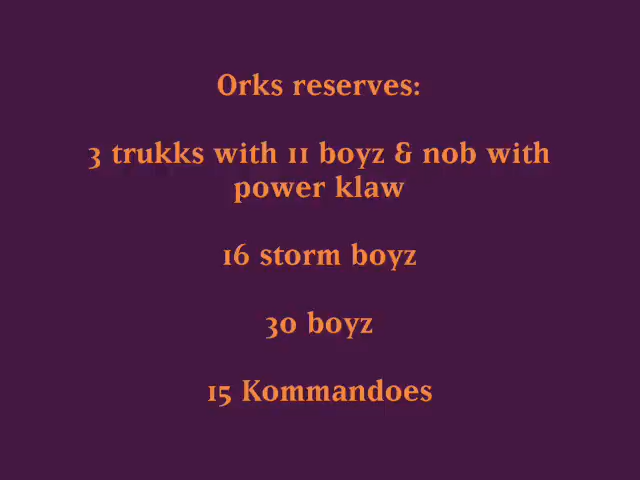 Orks reserves:
3 trukks with 11 boyz & nob with
power klaw
16 storm boyz
30 boyz
15 Kommandoes